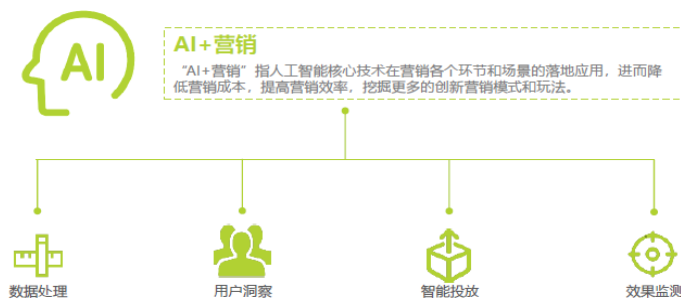 AI
AI+营销
“AI+营销”指人工智能核心技术在营销各个环节和场景的落地应用，进而降
低营销成本，提高营销效率，挖掘更多的创新营销模式和玩法。
数据处理
用户洞察
智能投放
效果监测